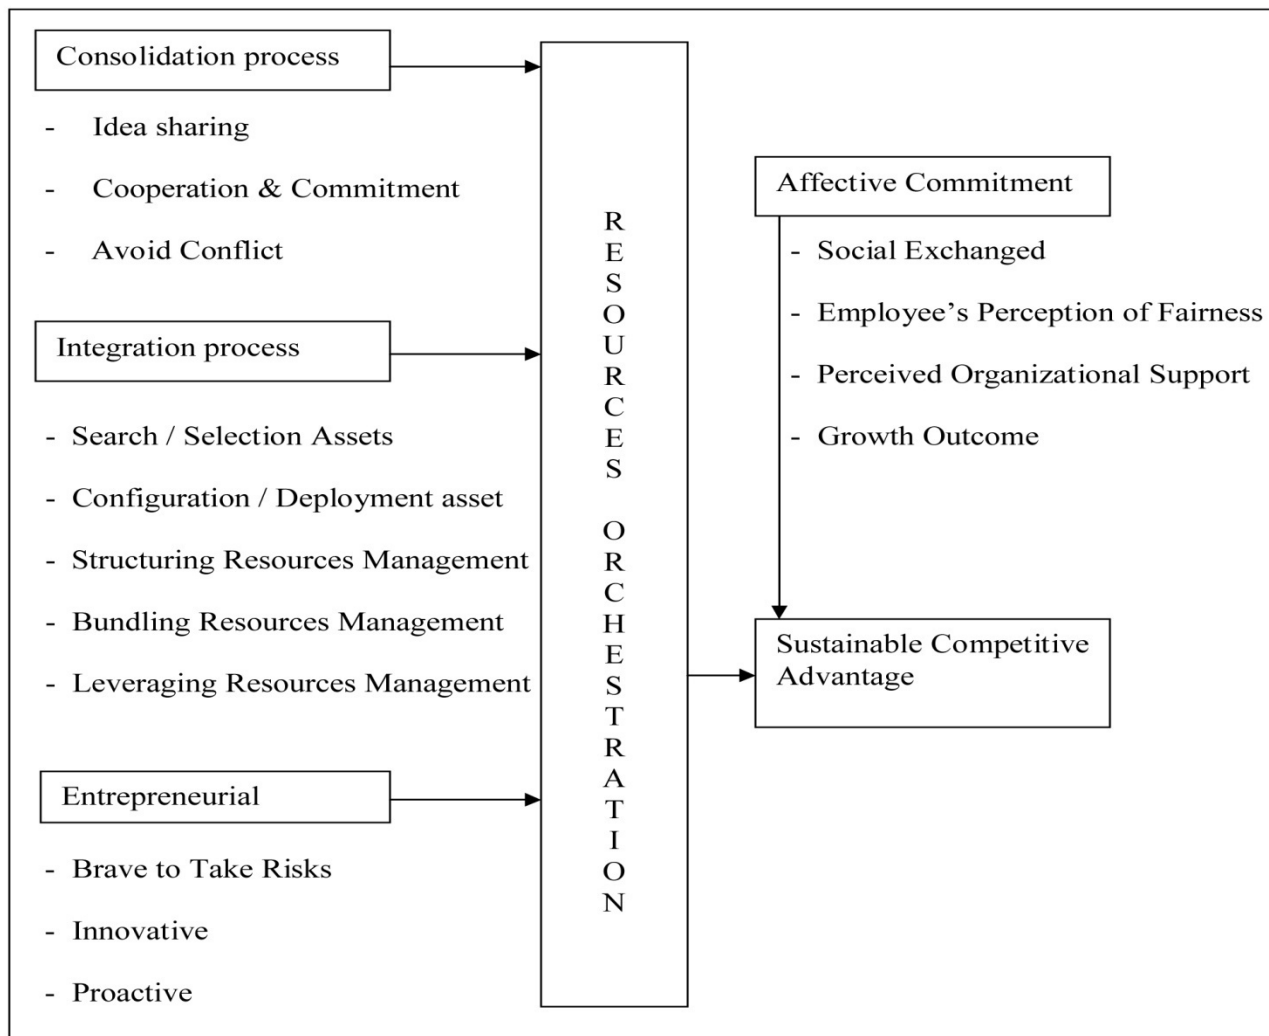 Consolidation process
- Idea sharing
- Cooperation & Commitment
- Avoid Conflict
Integration process
- Search / Selection Assets
- Configuration / Deployment asset
- Structuring Resources Management
- Bundling Resources Management
- Leveraging Resources Management
Entrepreneurial
- Brave to Take Risks
- Innovative
- Proactive
RESOURCES ORCHESTRATION
Affective Commitment
- Social Exchanged
- Employee’s Perception of Fairness
- Perceived Organizational Support
- Growth Outcome
Sustainable Competitive
Advantage